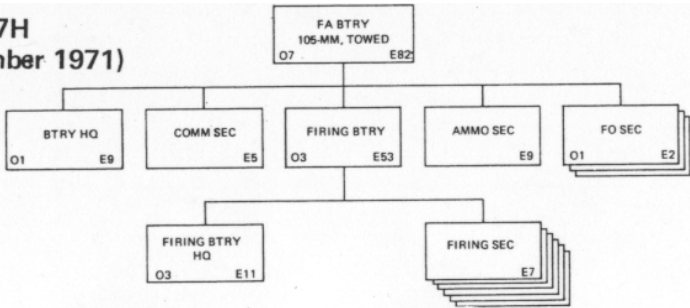 7H
nber 1971)
FA BTRY
105-MM, TOWED
O7 E82
BTRY HQ
O1 E9
COMM SEC
E5
FIRING BTRY
O3 E53
AMMO SEC
E9
FO SEC
O1 E2
FIRING BTRY
HQ
O3 E11
FIRING SEC
E7